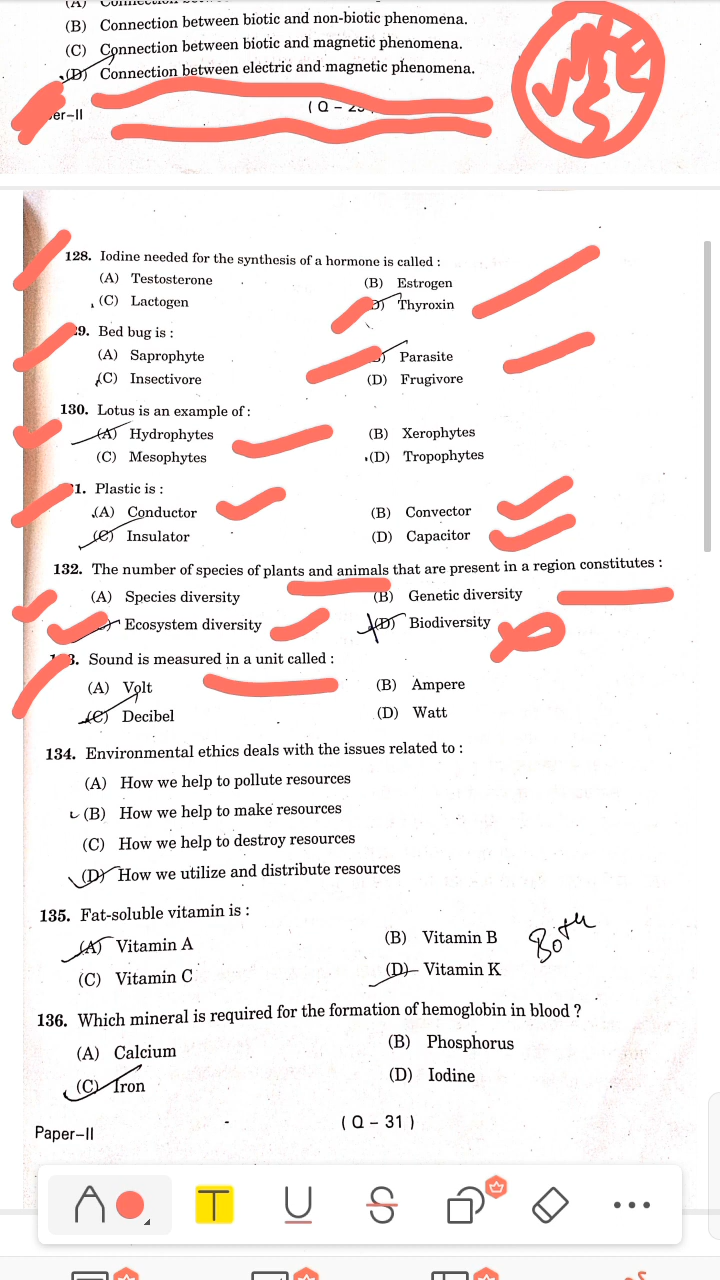 (B) Connection between biotic and non-biotic phenomena.
(C) Connection between biotic and magnetic phenomena.
(D) Connection between electric and magnetic phenomena.
er–II
( Q –
128. Iodine needed for the synthesis of a hormone is called :
(A) Testosterone (B) Estrogen
(C) Lactogen D) Thyroxin
9. Bed bug is :
(A) Saprophyte ) Parasite
(C) Insectivore (D) Frugivore
130. Lotus is an example of :
(A) Hydrophytes (B) Xerophytes
(C) Mesophytes (D) Tropophytes
1. Plastic is :
(A) Conductor (B) Convector
(C) Insulator (D) Capacitor
132. The number of species of plants and animals that are present in a region constitutes :
(A) Species diversity (B) Genetic diversity
) Ecosystem diversity (D) Biodiversity
3. Sound is measured in a unit called :
(A) Volt (B) Ampere
(C) Decibel (D) Watt
134. Environmental ethics deals with the issues related to :
(A) How we help to pollute resources
(B) How we help to make resources
(C) How we help to destroy resources
(D) How we utilize and distribute resources
135. Fat-soluble vitamin is :
(A) Vitamin A (B) Vitamin B Both
(C) Vitamin C (D) Vitamin K
136. Which mineral is required for the formation of hemoglobin in blood ?
(A) Calcium (B) Phosphorus
(C) Iron (D) Iodine
Paper–II ( Q – 31 )
A T U S